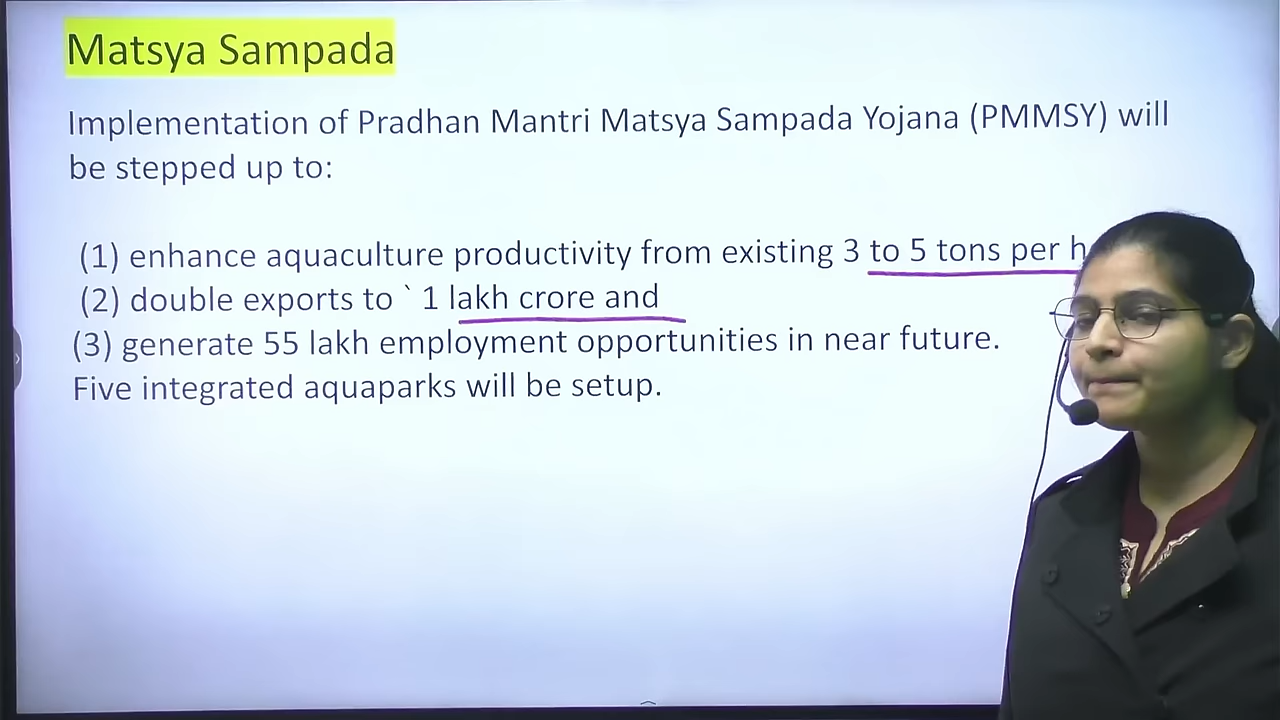 Matsya Sampada
Implementation of Pradhan Mantri Matsya Sampada Yojana (PMMSY) will
be stepped up to:
(1) enhance aquaculture productivity from existing 3 to 5 tons per
(2) double exports to ` 1 lakh crore and
(3) generate 55 lakh employment opportunities in near future.
Five integrated aquaparks will be setup.